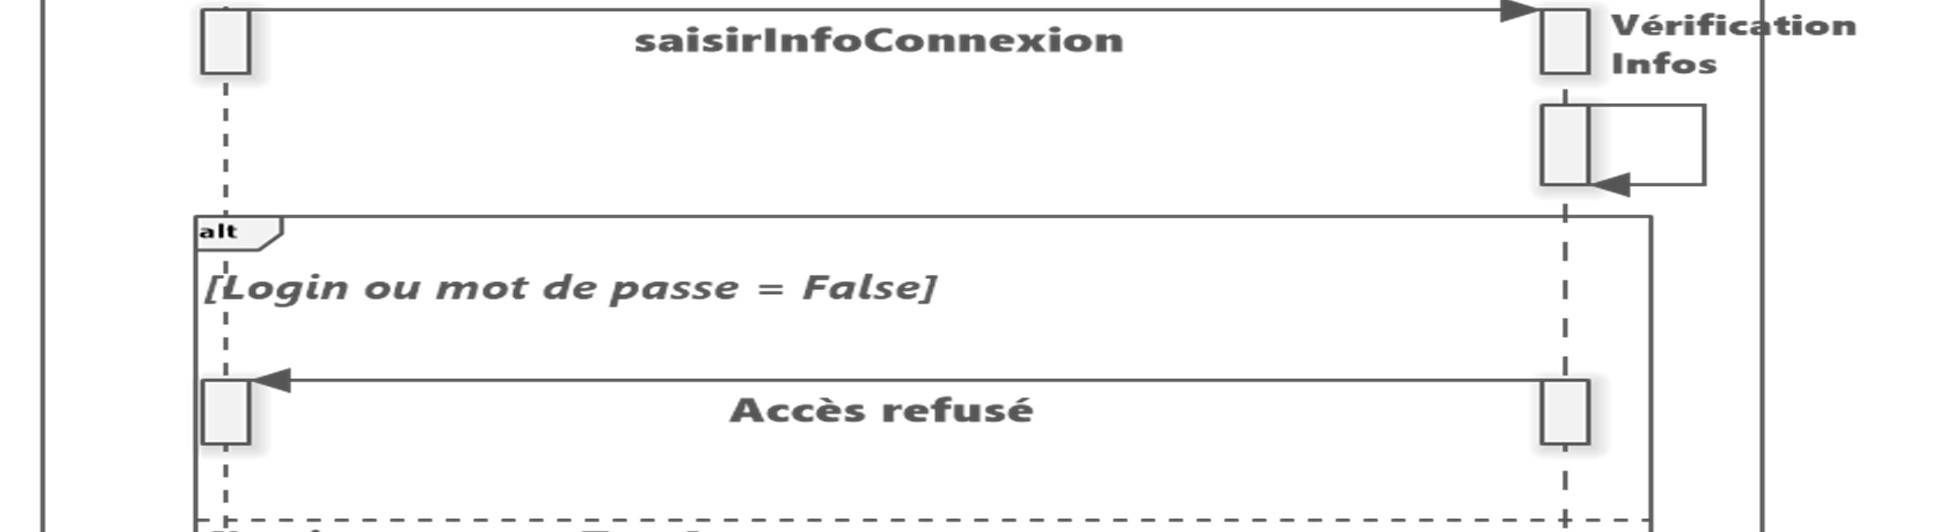 saisirInfoConnexion
Vérification
Infos
alt
[Login ou mot de passe = False]
Accès refusé